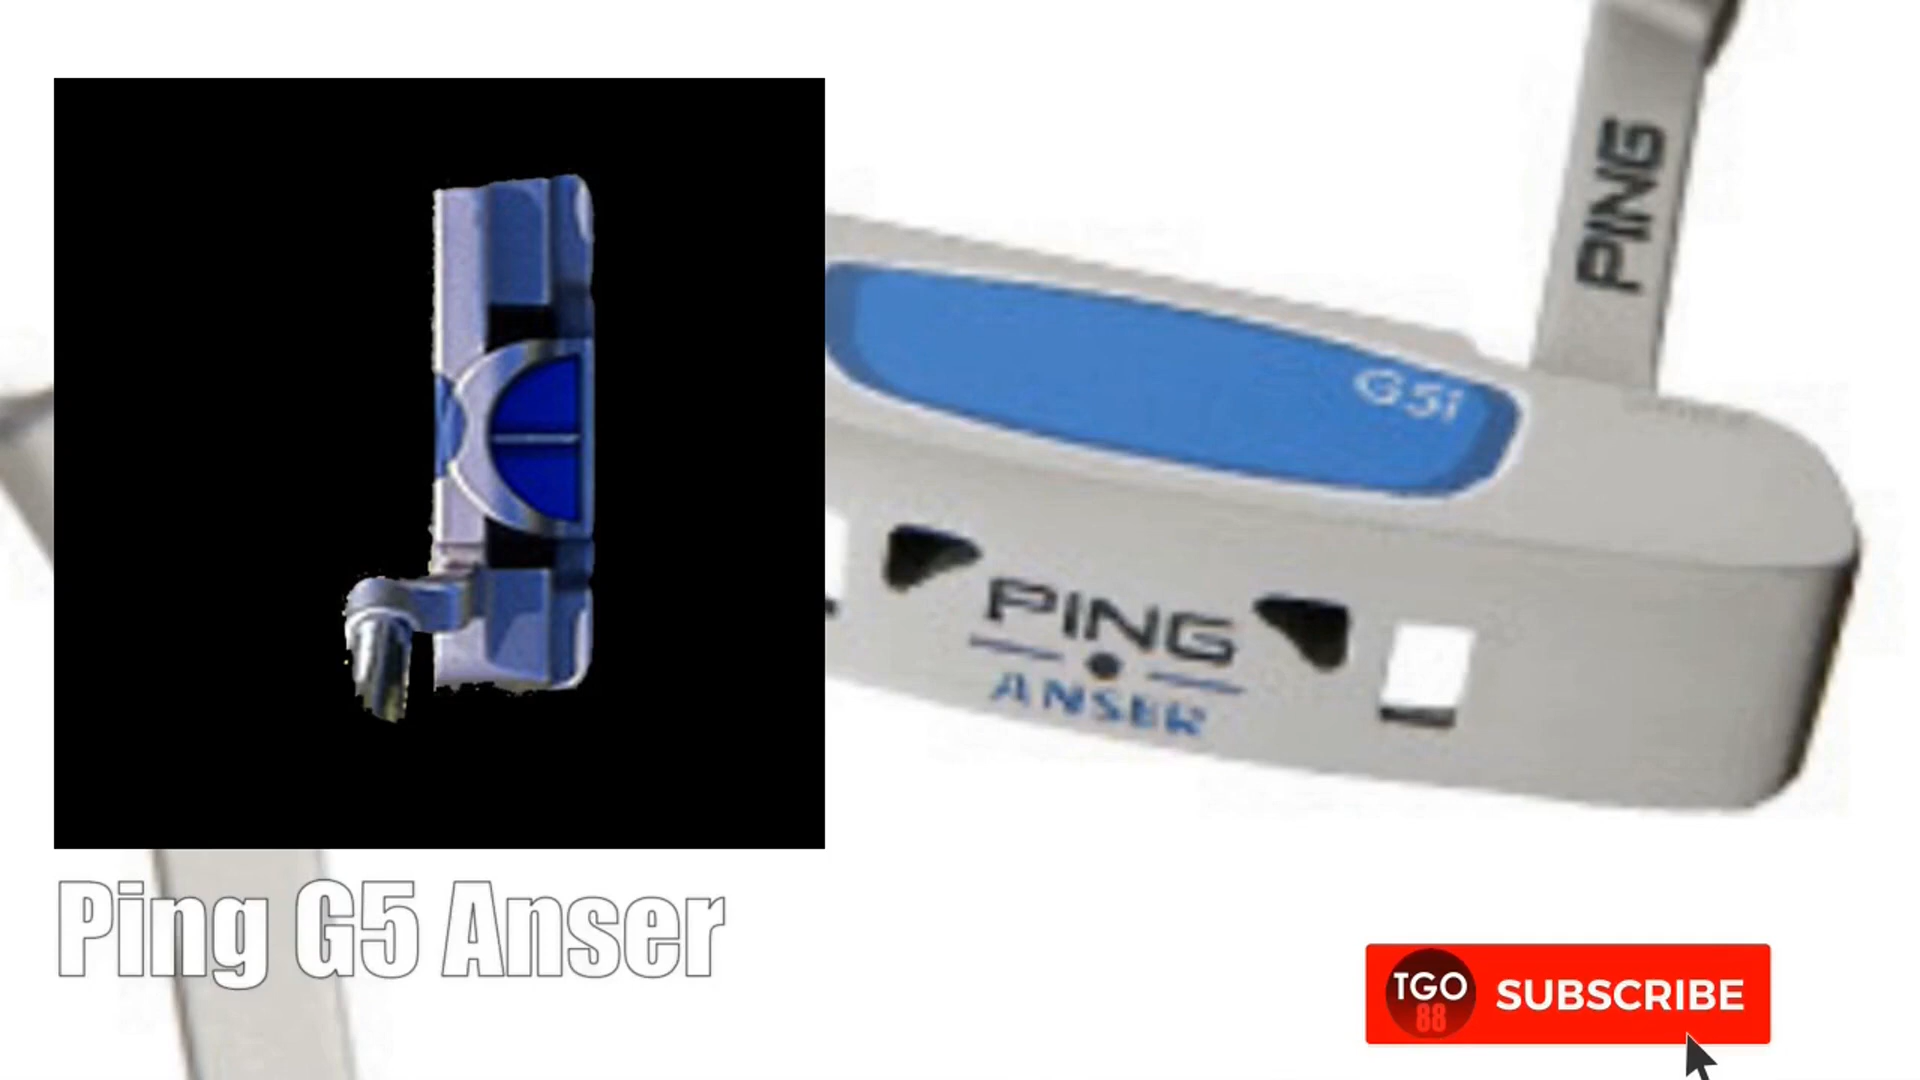 PING
G5i
PING
ANSER
Ping G5 Anser
TGO
88
SUBSCRIBE